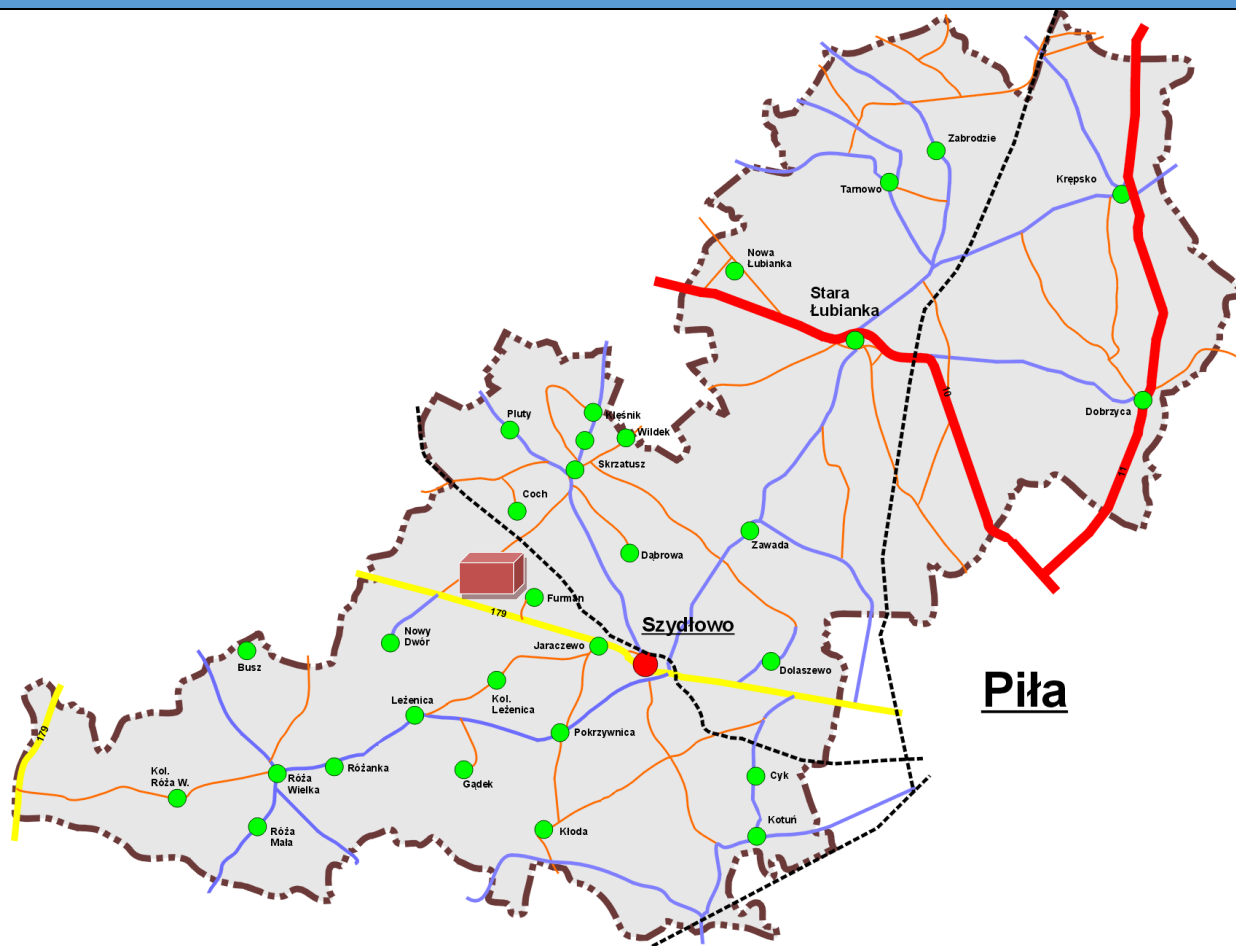 Zabrodzie
Krępsko
Tarnowo
Nowa
Łubianka
Stara
Łubianka
10
Dobrzyca
11
Pluty
Klęśnik
Wildek
Skrzatusz
Coch
Zawada
Dąbrowa
Furman
179
Szydłowo
Nowy
Dwór
Jaraczewo
Busz
Dolaszewo
Piła
Leżenica
Kol.
Leżenica
179
Pokrzywnica
Kol.
Róża W.
Róża
Wielka
Różanka
Gądek
Cyk
Kotuń
Róża
Mała
Kłoda